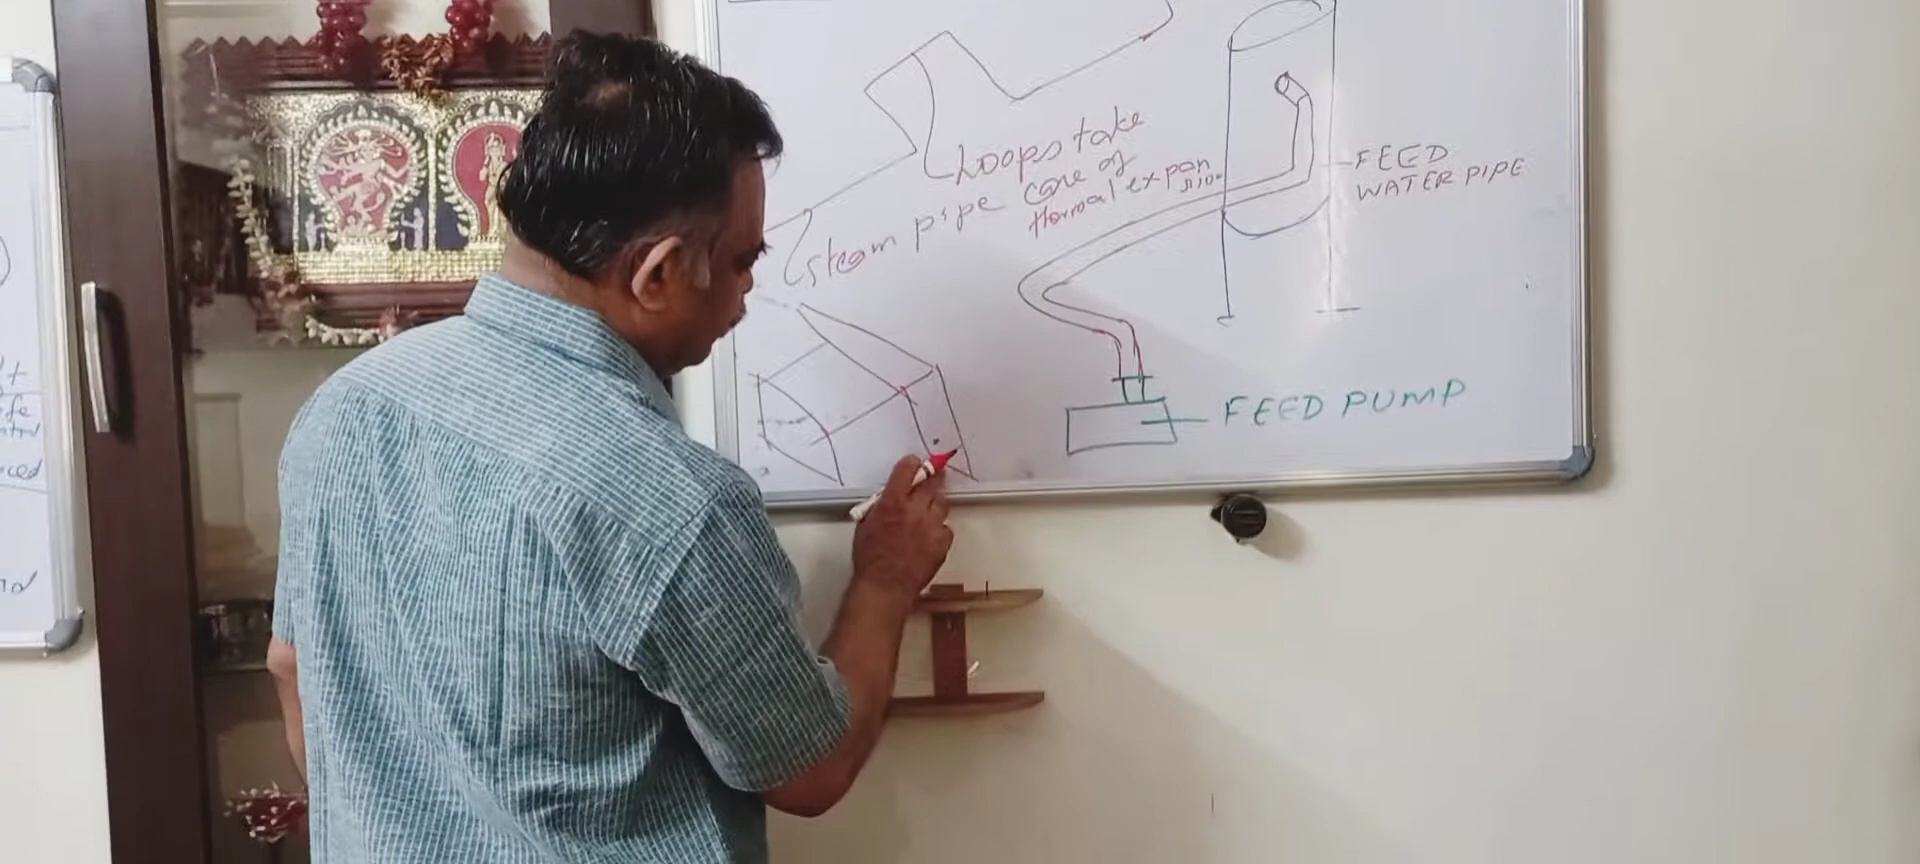 Loops take
care of
steam pipe
thermal expan
sion
FEED
WATER PIPE
FEED PUMP